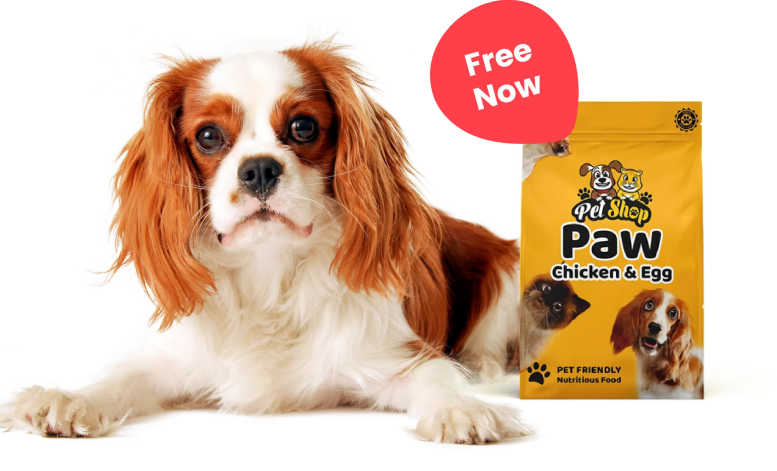 Free
Now
Pet Shop
Paw
Chicken & Egg
PET FRIENDLY
Nutritious Food